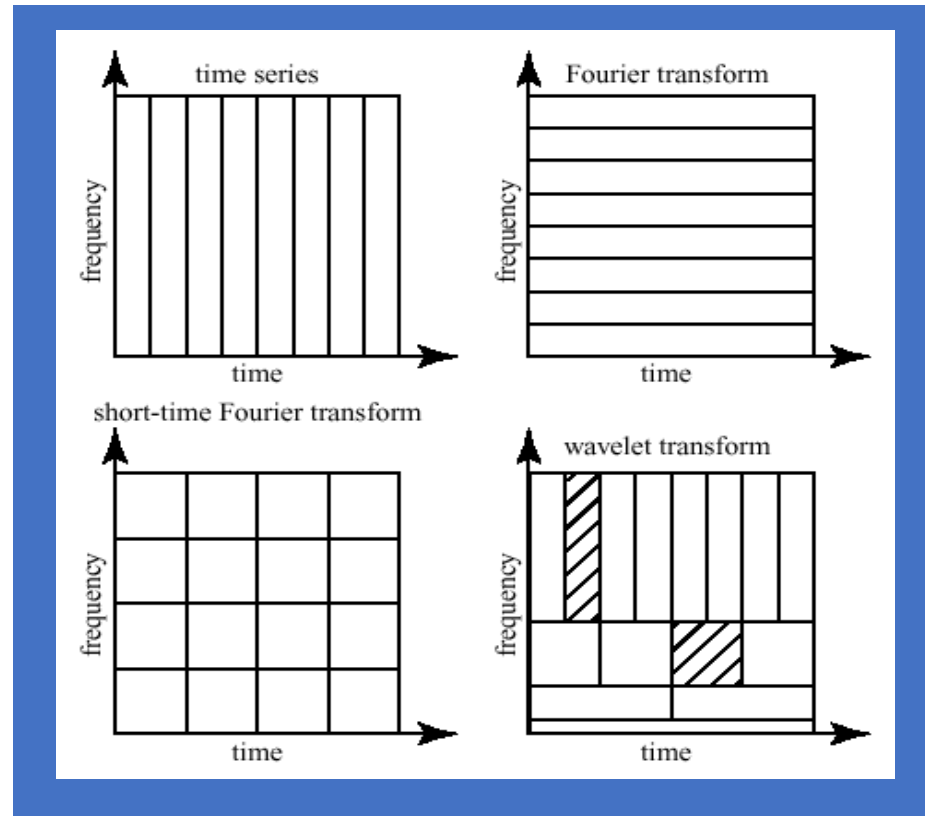 time series
frequency
time
Fourier transform
frequency
time
short-time Fourier transform
frequency
time
wavelet transform
frequency
time